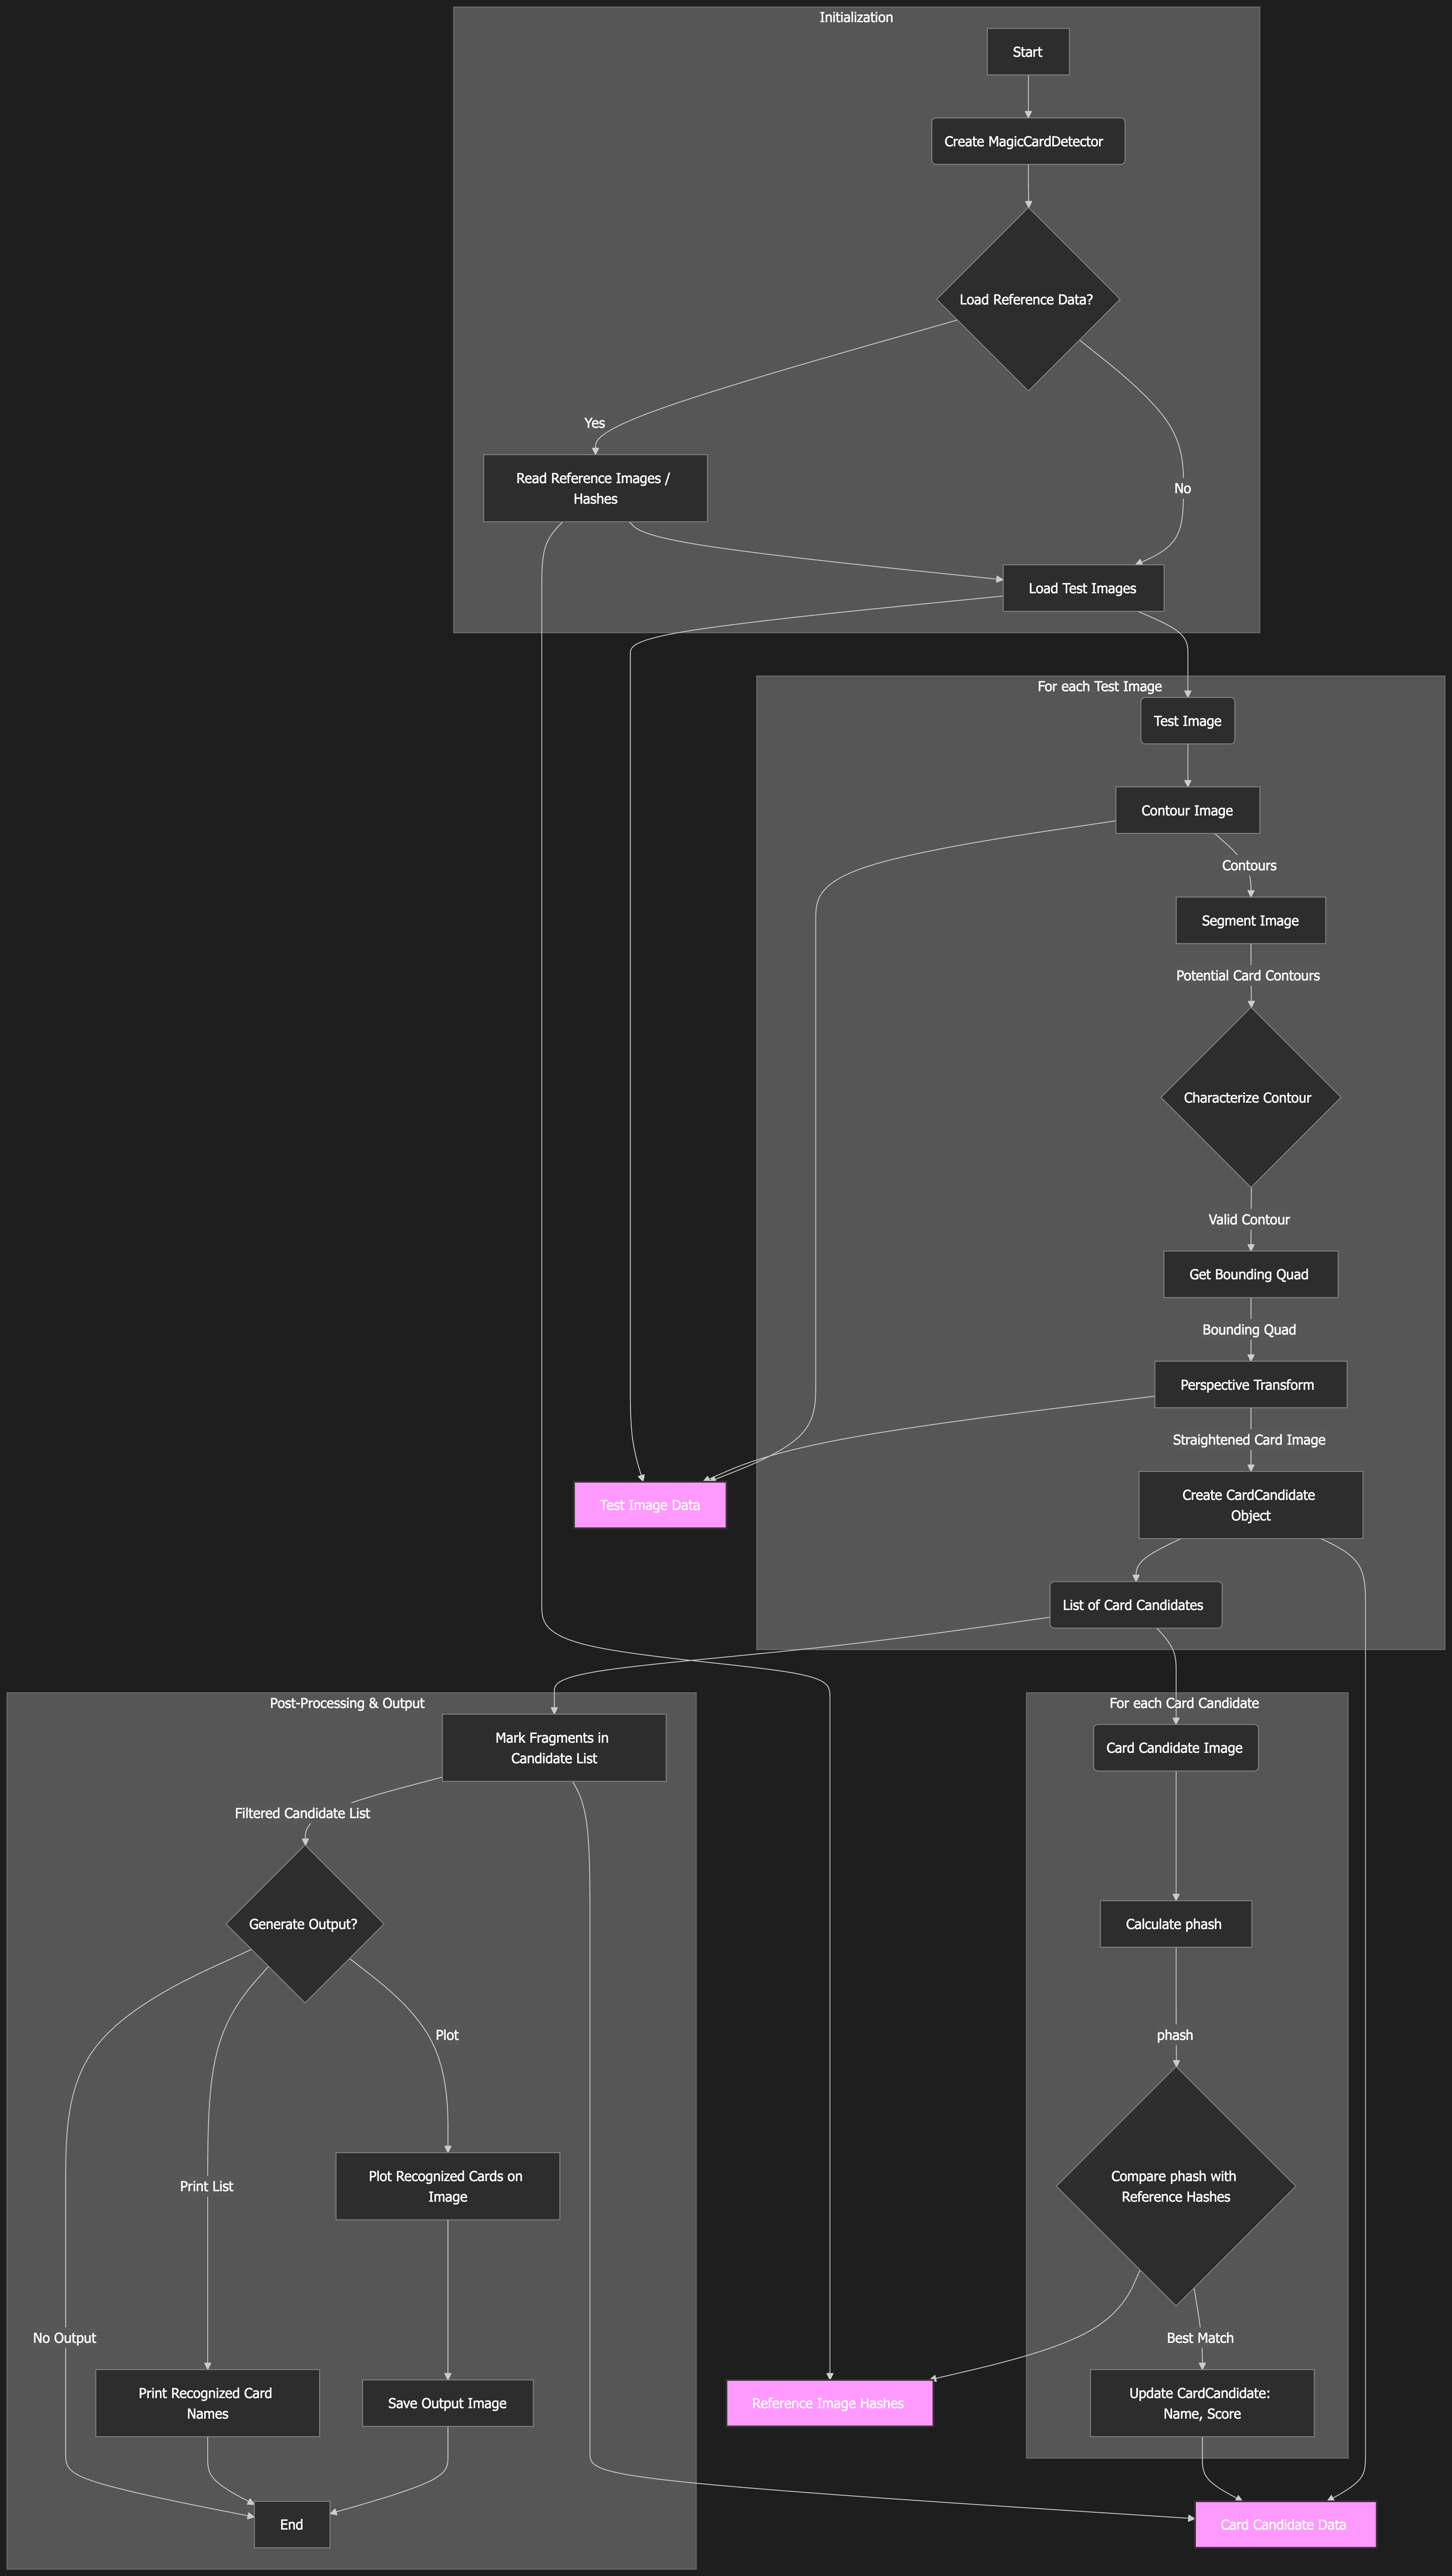 Initialization
Start
Create MagicCardDetector
Load Reference Data?
Yes
Read Reference Images /
Hashes
No
Load Test Images
For each Test Image
Test Image
Contour Image
Contours
Segment Image
Potential Card Contours
Characterize Contour
Valid Contour
Get Bounding Quad
Bounding Quad
Perspective Transform
Straightened Card Image
Test Image Data
Create CardCandidate
Object
List of Card Candidates
Post-Processing & Output
Mark Fragments in
Candidate List
Filtered Candidate List
Generate Output?
Plot
Plot Recognized Cards on
Image
Print List
No Output
Print Recognized Card
Names
Save Output Image
End
For each Card Candidate
Card Candidate Image
Calculate phash
phash
Compare phash with
Reference Hashes
Best Match
Reference Image Hashes
Update CardCandidate:
Name, Score
Card Candidate Data